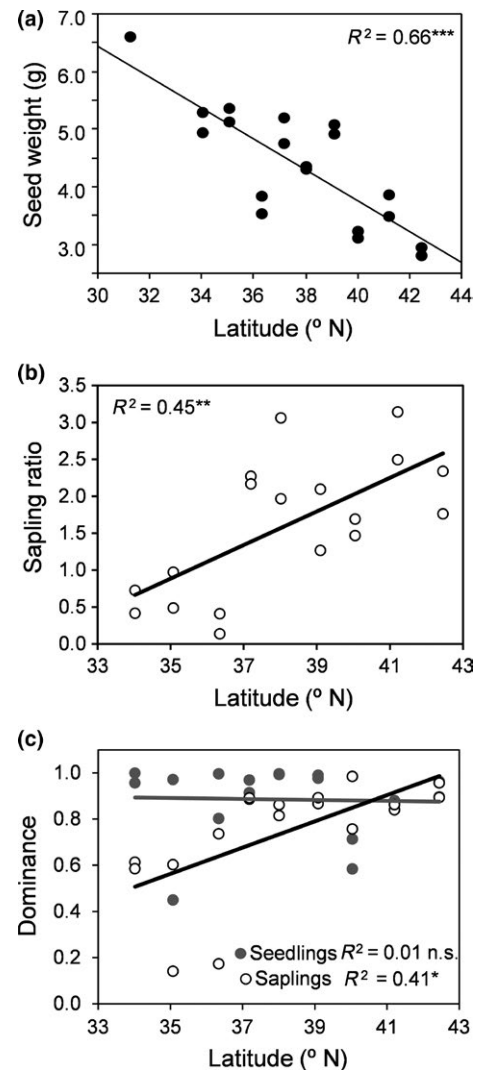 (a)
R² = 0.66***
7.0
6.0
5.0
4.0
3.0
Seed weight (g)
30 32 34 36 38 40 42 44
Latitude (º N)
(b)
R² = 0.45**
3.5
3.0
2.5
2.0
1.5
1.0
0.5
0.0
Sapling ratio
33 35 37 39 41 43
Latitude (º N)
(c)
1.0
0.8
0.6
0.4
0.2
0.0
Dominance
Seedlings R² = 0.01 n.s.
Saplings R² = 0.41*
33 35 37 39 41 43
Latitude (º N)